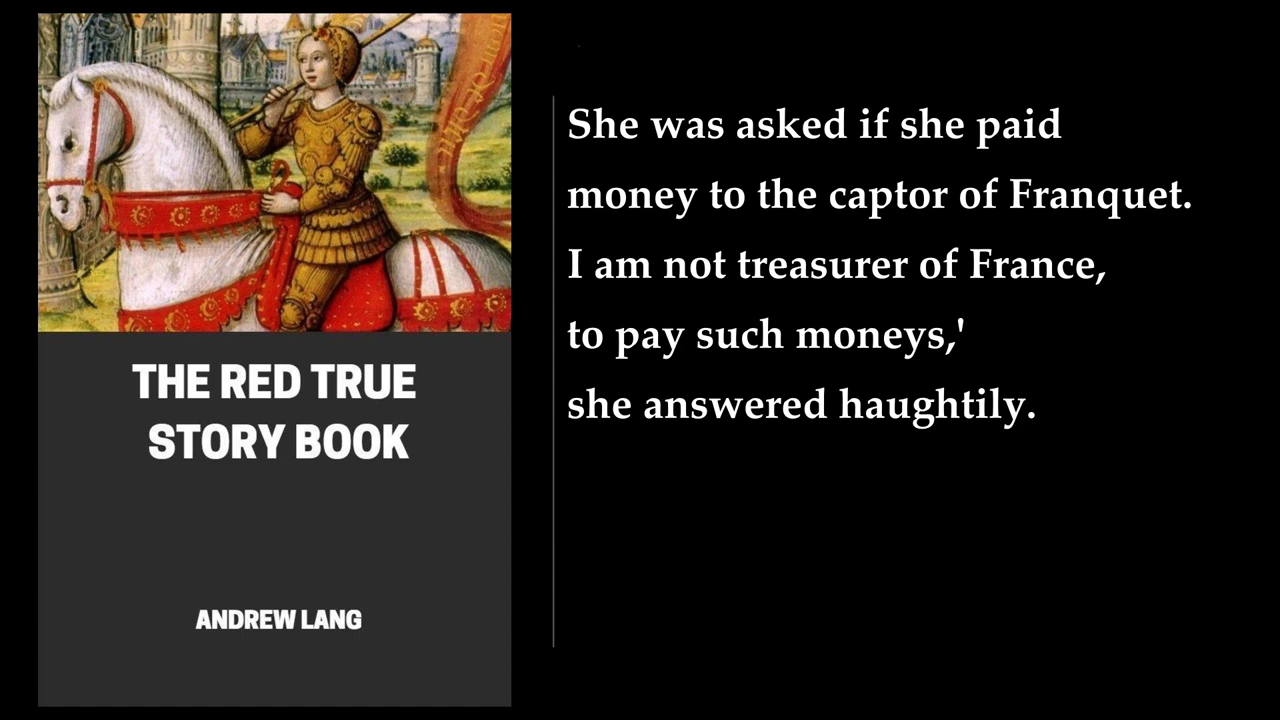 THE RED TRUE
STORY BOOK
ANDREW LANG
She was asked if she paid
money to the captor of Franquet.
I am not treasurer of France,
to pay such moneys,'
she answered haughtily.